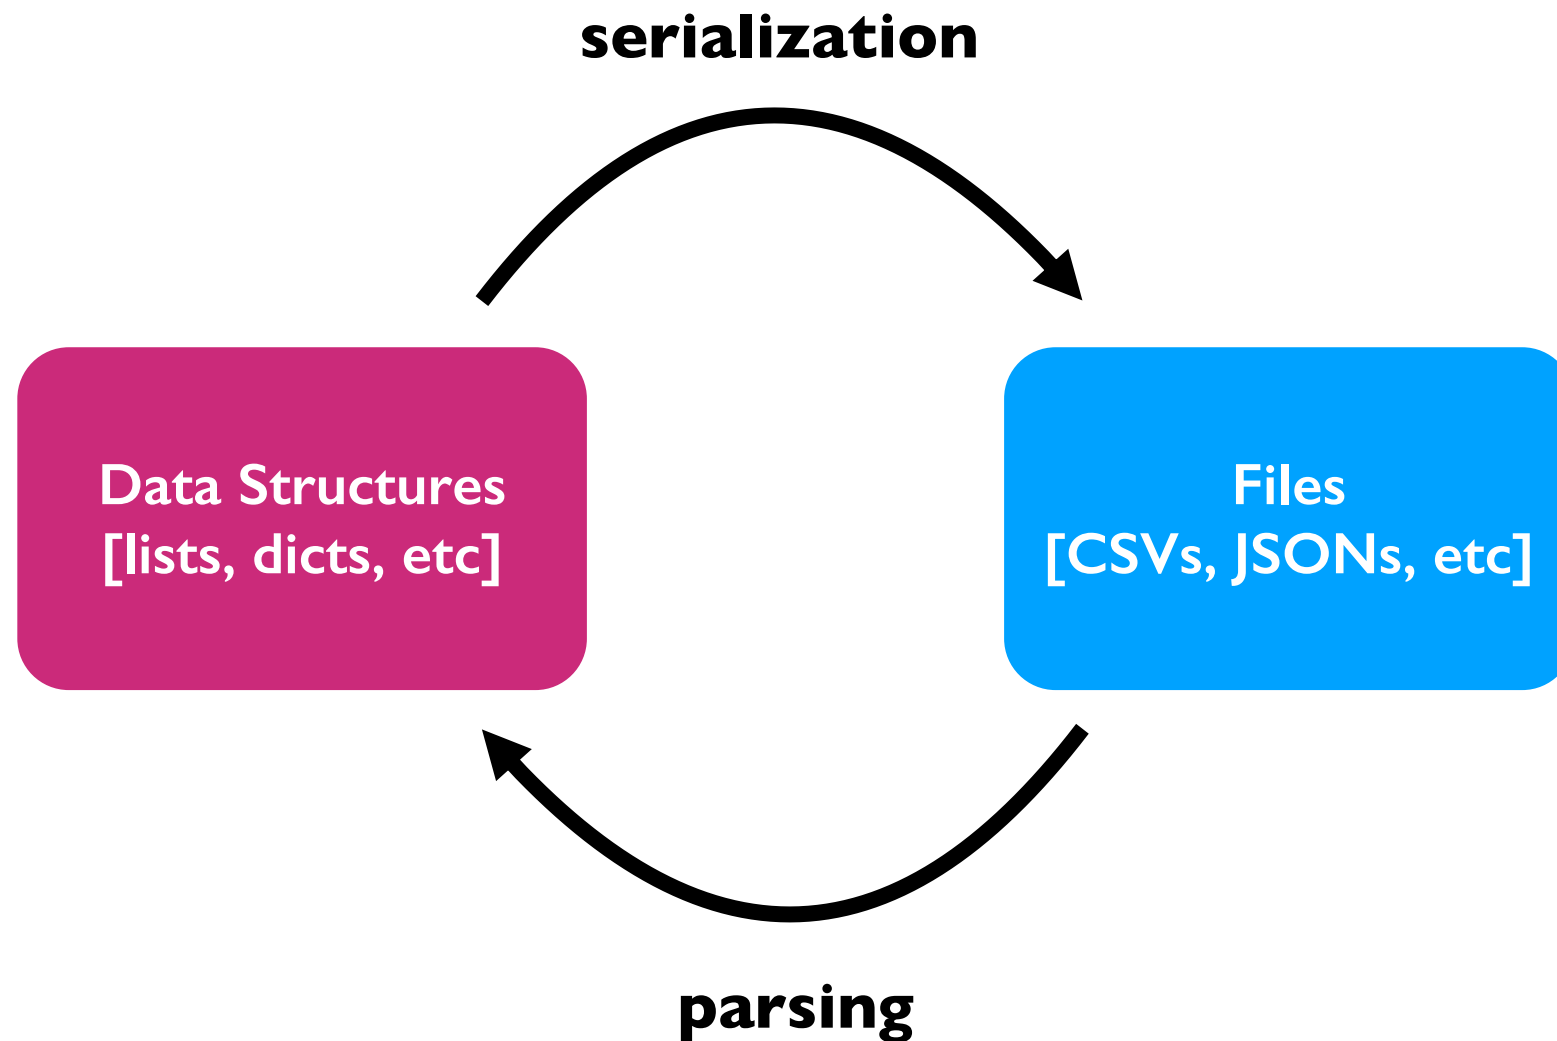 serialization
Data Structures
[lists, dicts, etc]
Files
[CSVs, JSONs, etc]
parsing